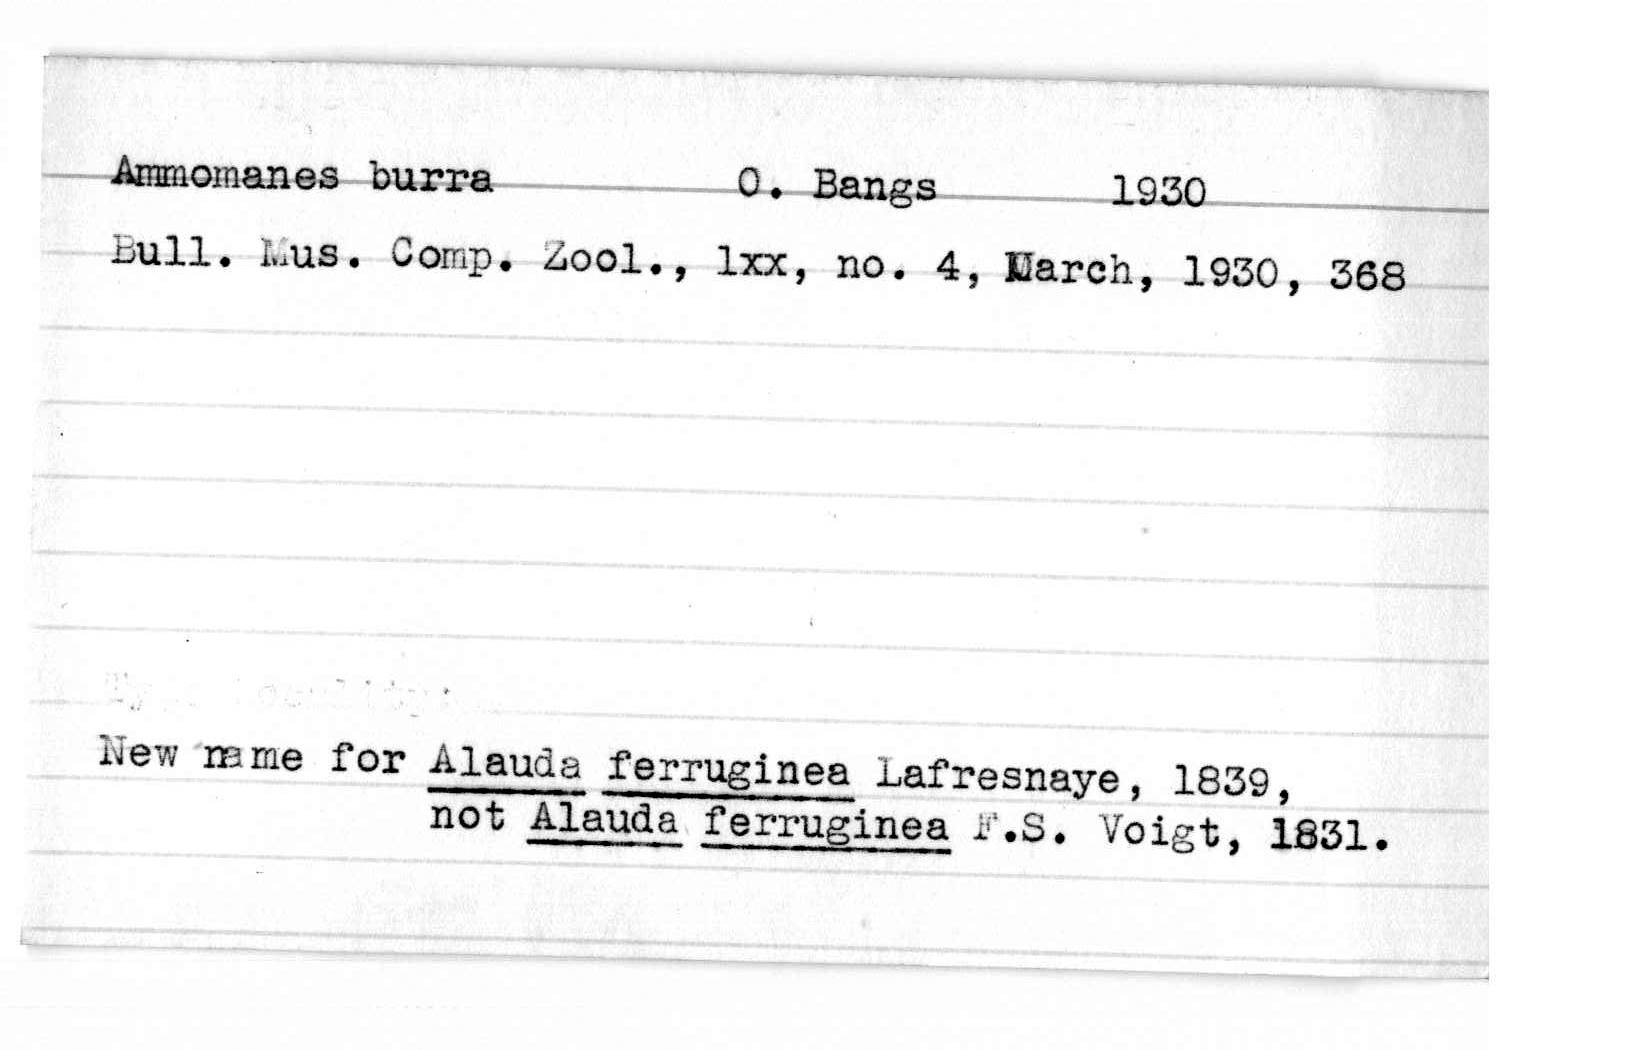 Ammomanes burra O. Bangs 1930
Bull. Mus. Comp. Zool., lxx, no. 4, March, 1930, 368
New name for Alauda ferruginea Lafresnaye, 1839,
not Alauda ferruginea F.S. Voigt, 1831.